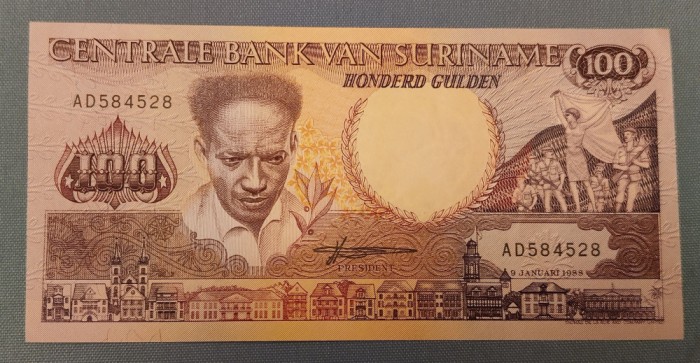 CENTRALE BANK VAN SURINAME
100
HONDERD GULDEN
AD584528
100
AD584528
PRESIDENT
9 JANUARI 1988